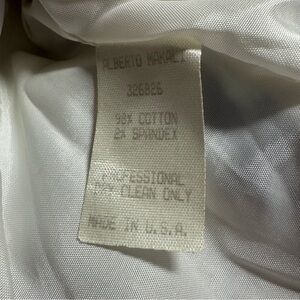 ALBERTO MAKALI
326826
98% COTTON
2% SPANDEX
PROFESSIONAL
DRY CLEAN ONLY
MADE IN U.S.A.